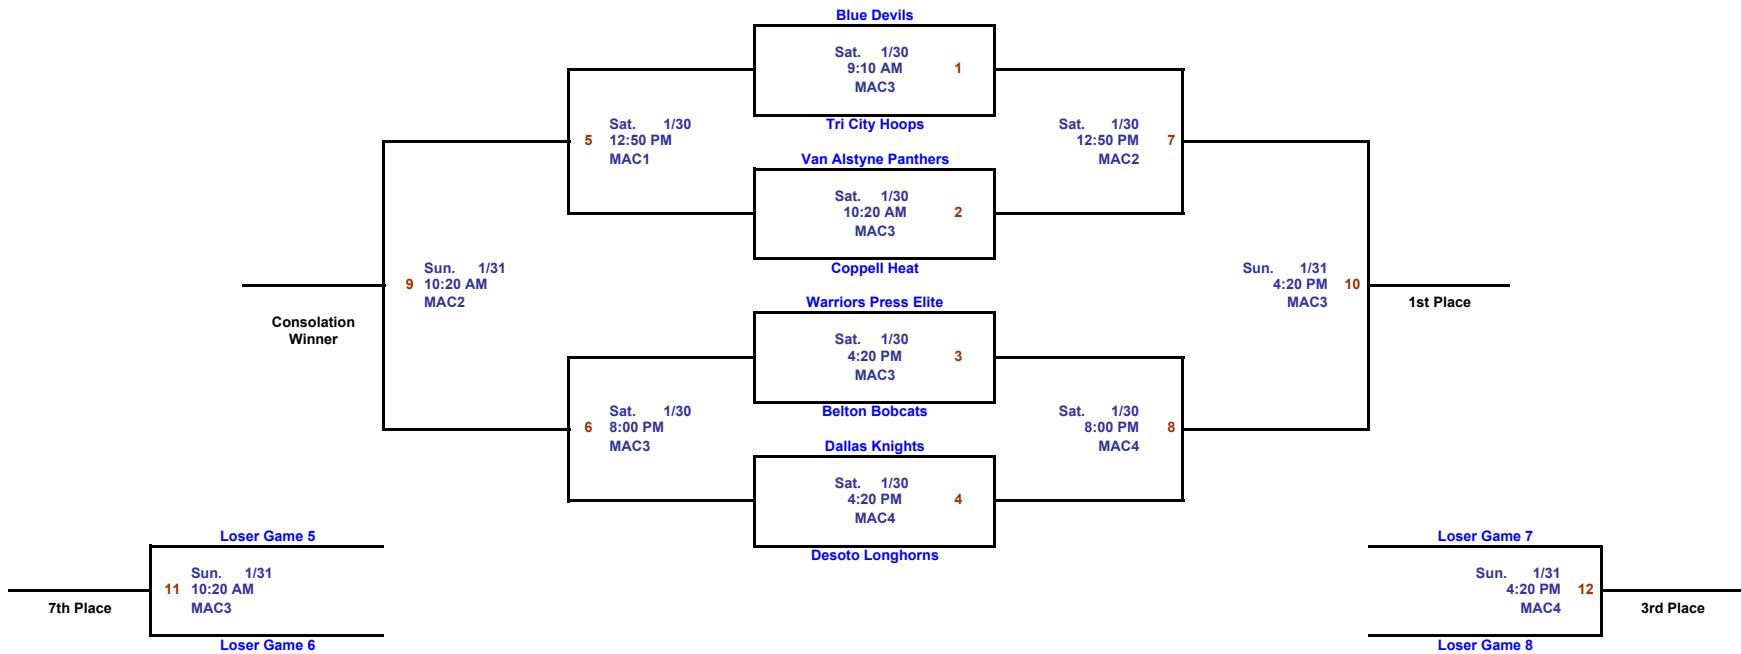 Blue Devils
Sat. 1/30
9:10 AM 1
MAC3
Tri City Hoops
5 Sat. 1/30
12:50 PM
MAC1
Sat. 1/30
12:50 PM 7
MAC2
Van Alstyne Panthers
Sat. 1/30
10:20 AM 2
MAC3
Coppell Heat
9 Sun. 1/31
10:20 AM
MAC2
Sun. 1/31
4:20 PM 10
MAC3
Consolation
Winner
1st Place
Warriors Press Elite
Sat. 1/30
4:20 PM 3
MAC3
Belton Bobcats
6 Sat. 1/30
8:00 PM
MAC3
Sat. 1/30
8:00 PM 8
MAC4
Dallas Knights
Sat. 1/30
4:20 PM 4
MAC4
Desoto Longhorns
Loser Game 5
Sun. 1/31
11 10:20 AM
MAC3
7th Place
Loser Game 6
Loser Game 7
Sun. 1/31
4:20 PM 12
MAC4
3rd Place
Loser Game 8